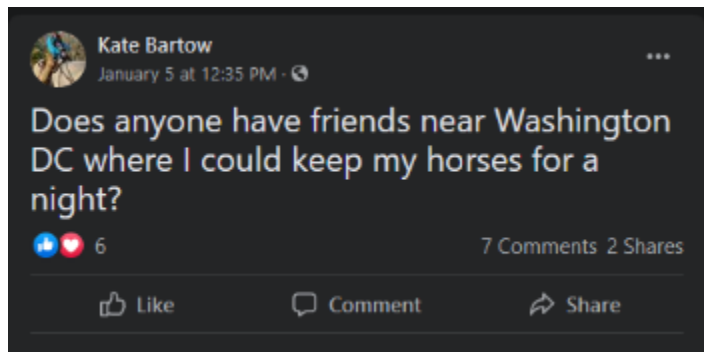 Kate Bartow
January 5 at 12:35 PM ·
Does anyone have friends near Washington
DC where I could keep my horses for a
night?
6
7 Comments 2 Shares
Like
Comment
Share